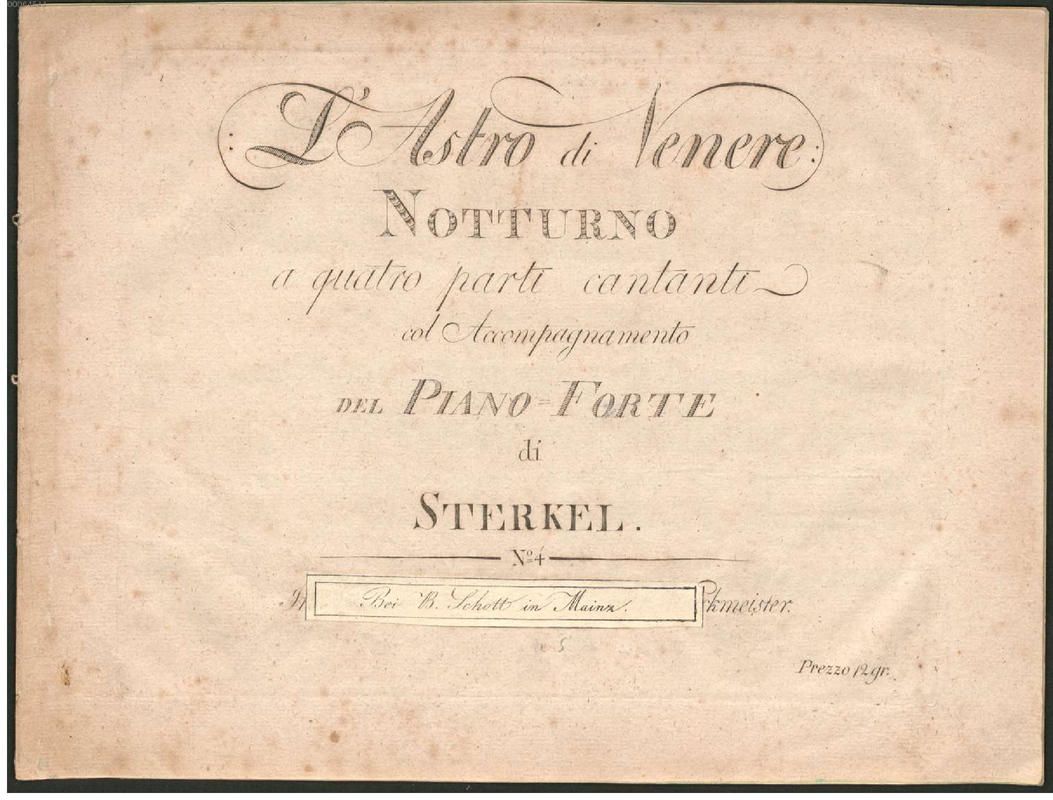 L'Astro di Venere:
NOTTURNO
a quatro parti cantanti
col Accompagnamento
DEL PIANO=FORTE
di
STERKEL.
Nº 4
Bei B. Schott in Mainz.
kmeister.
Prezzo 12 gr.